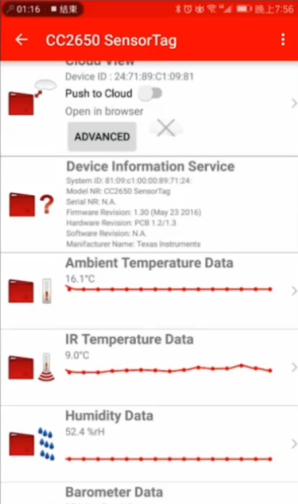 01:16 結束 4G 晚上7:56
CC2650 SensorTag
Cloud View
Device ID : 24:71:89:C1:09:81
Push to Cloud
Open in browser
ADVANCED
Device Information Service
System ID: 81:09:c1:00:00:89:71:24:
Model NR: CC2650 SensorTag
Serial NR: N.A.
Firmware Revision: 1.30 (May 23 2016)
Hardware Revision: PCB 1.2/1.3
Software Revision: N.A.
Manifacturer Name: Texas Instruments
Ambient Temperature Data
16.1°C
IR Temperature Data
9.0°C
Humidity Data
52.4 %rH
Barometer Data